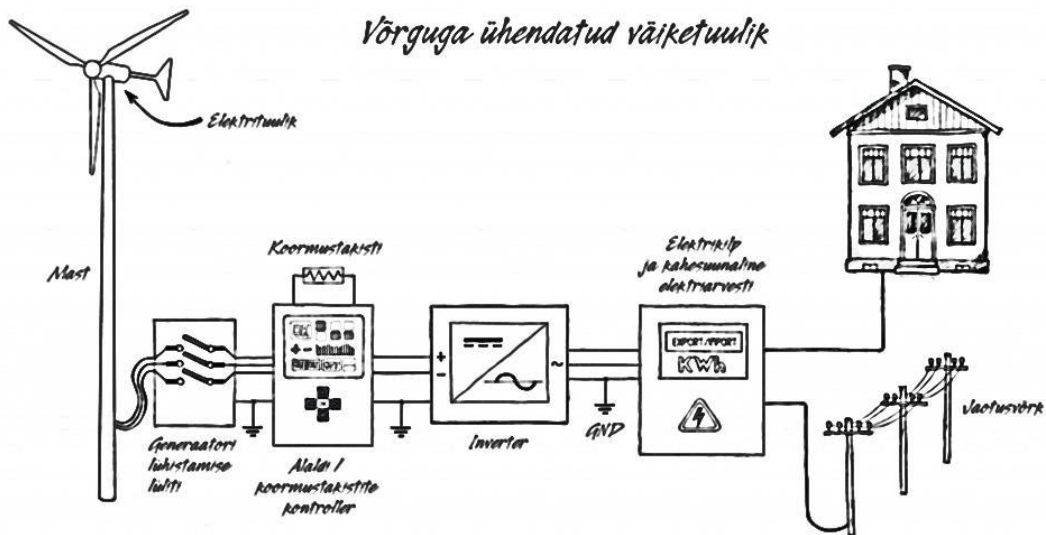 Võrguga ühendatud väiketuulik
Elektrituulik
Mast
Koormustakisti
Elektrikilp
ja kahesuunaline
elektriarvesti
EXPORT/IMPORT
KWh
+
-
~
GND
Jaotusvõrk
Generaatori
lühistamise
lüliti
Alaldi /
koormustakistite
kontroller
Inverter